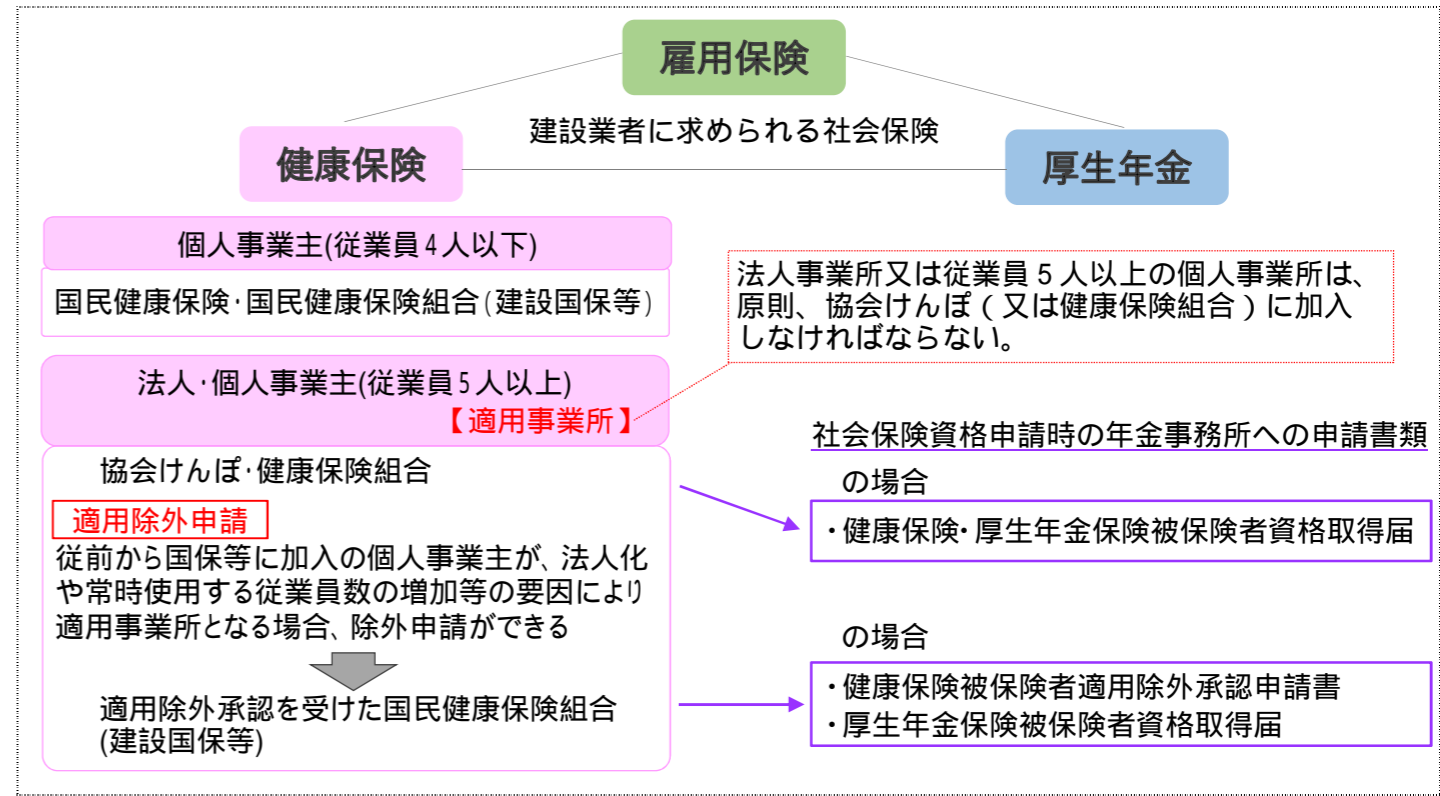 雇用保険
建設業者に求められる社会保険
健康保険
厚生年金
個人事業主(従業員4人以下)
国民健康保険・国民健康保険組合(建設国保等)
法人事業所又は従業員5人以上の個人事業所は、
原則、協会けんぽ(又は健康保険組合)に加入
しなければならない。
法人・個人事業主(従業員5人以上)
【適用事業所】
協会けんぽ・健康保険組合
適用除外申請
従前から国保等に加入の個人事業主が、法人化
や常時使用する従業員数の増加等の要因により
適用事業所となる場合、除外申請ができる
適用除外承認を受けた国民健康保険組合
(建設国保等)
社会保険資格申請時の年金事務所への申請書類
の場合
・健康保険・厚生年金保険被保険者資格取得届
の場合
・健康保険被保険者適用除外承認申請書
・厚生年金保険被保険者資格取得届